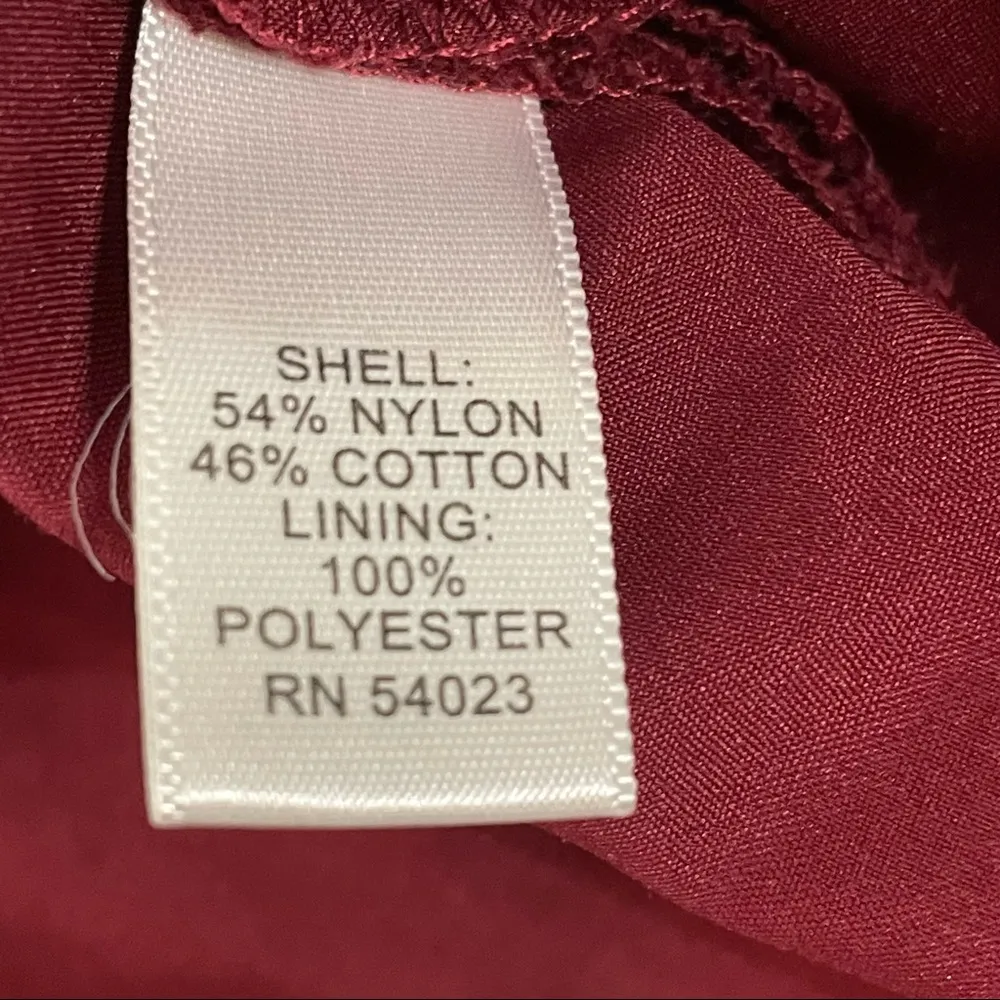 SHELL:
54% NYLON
46% COTTON
LINING:
100%
POLYESTER
RN 54023